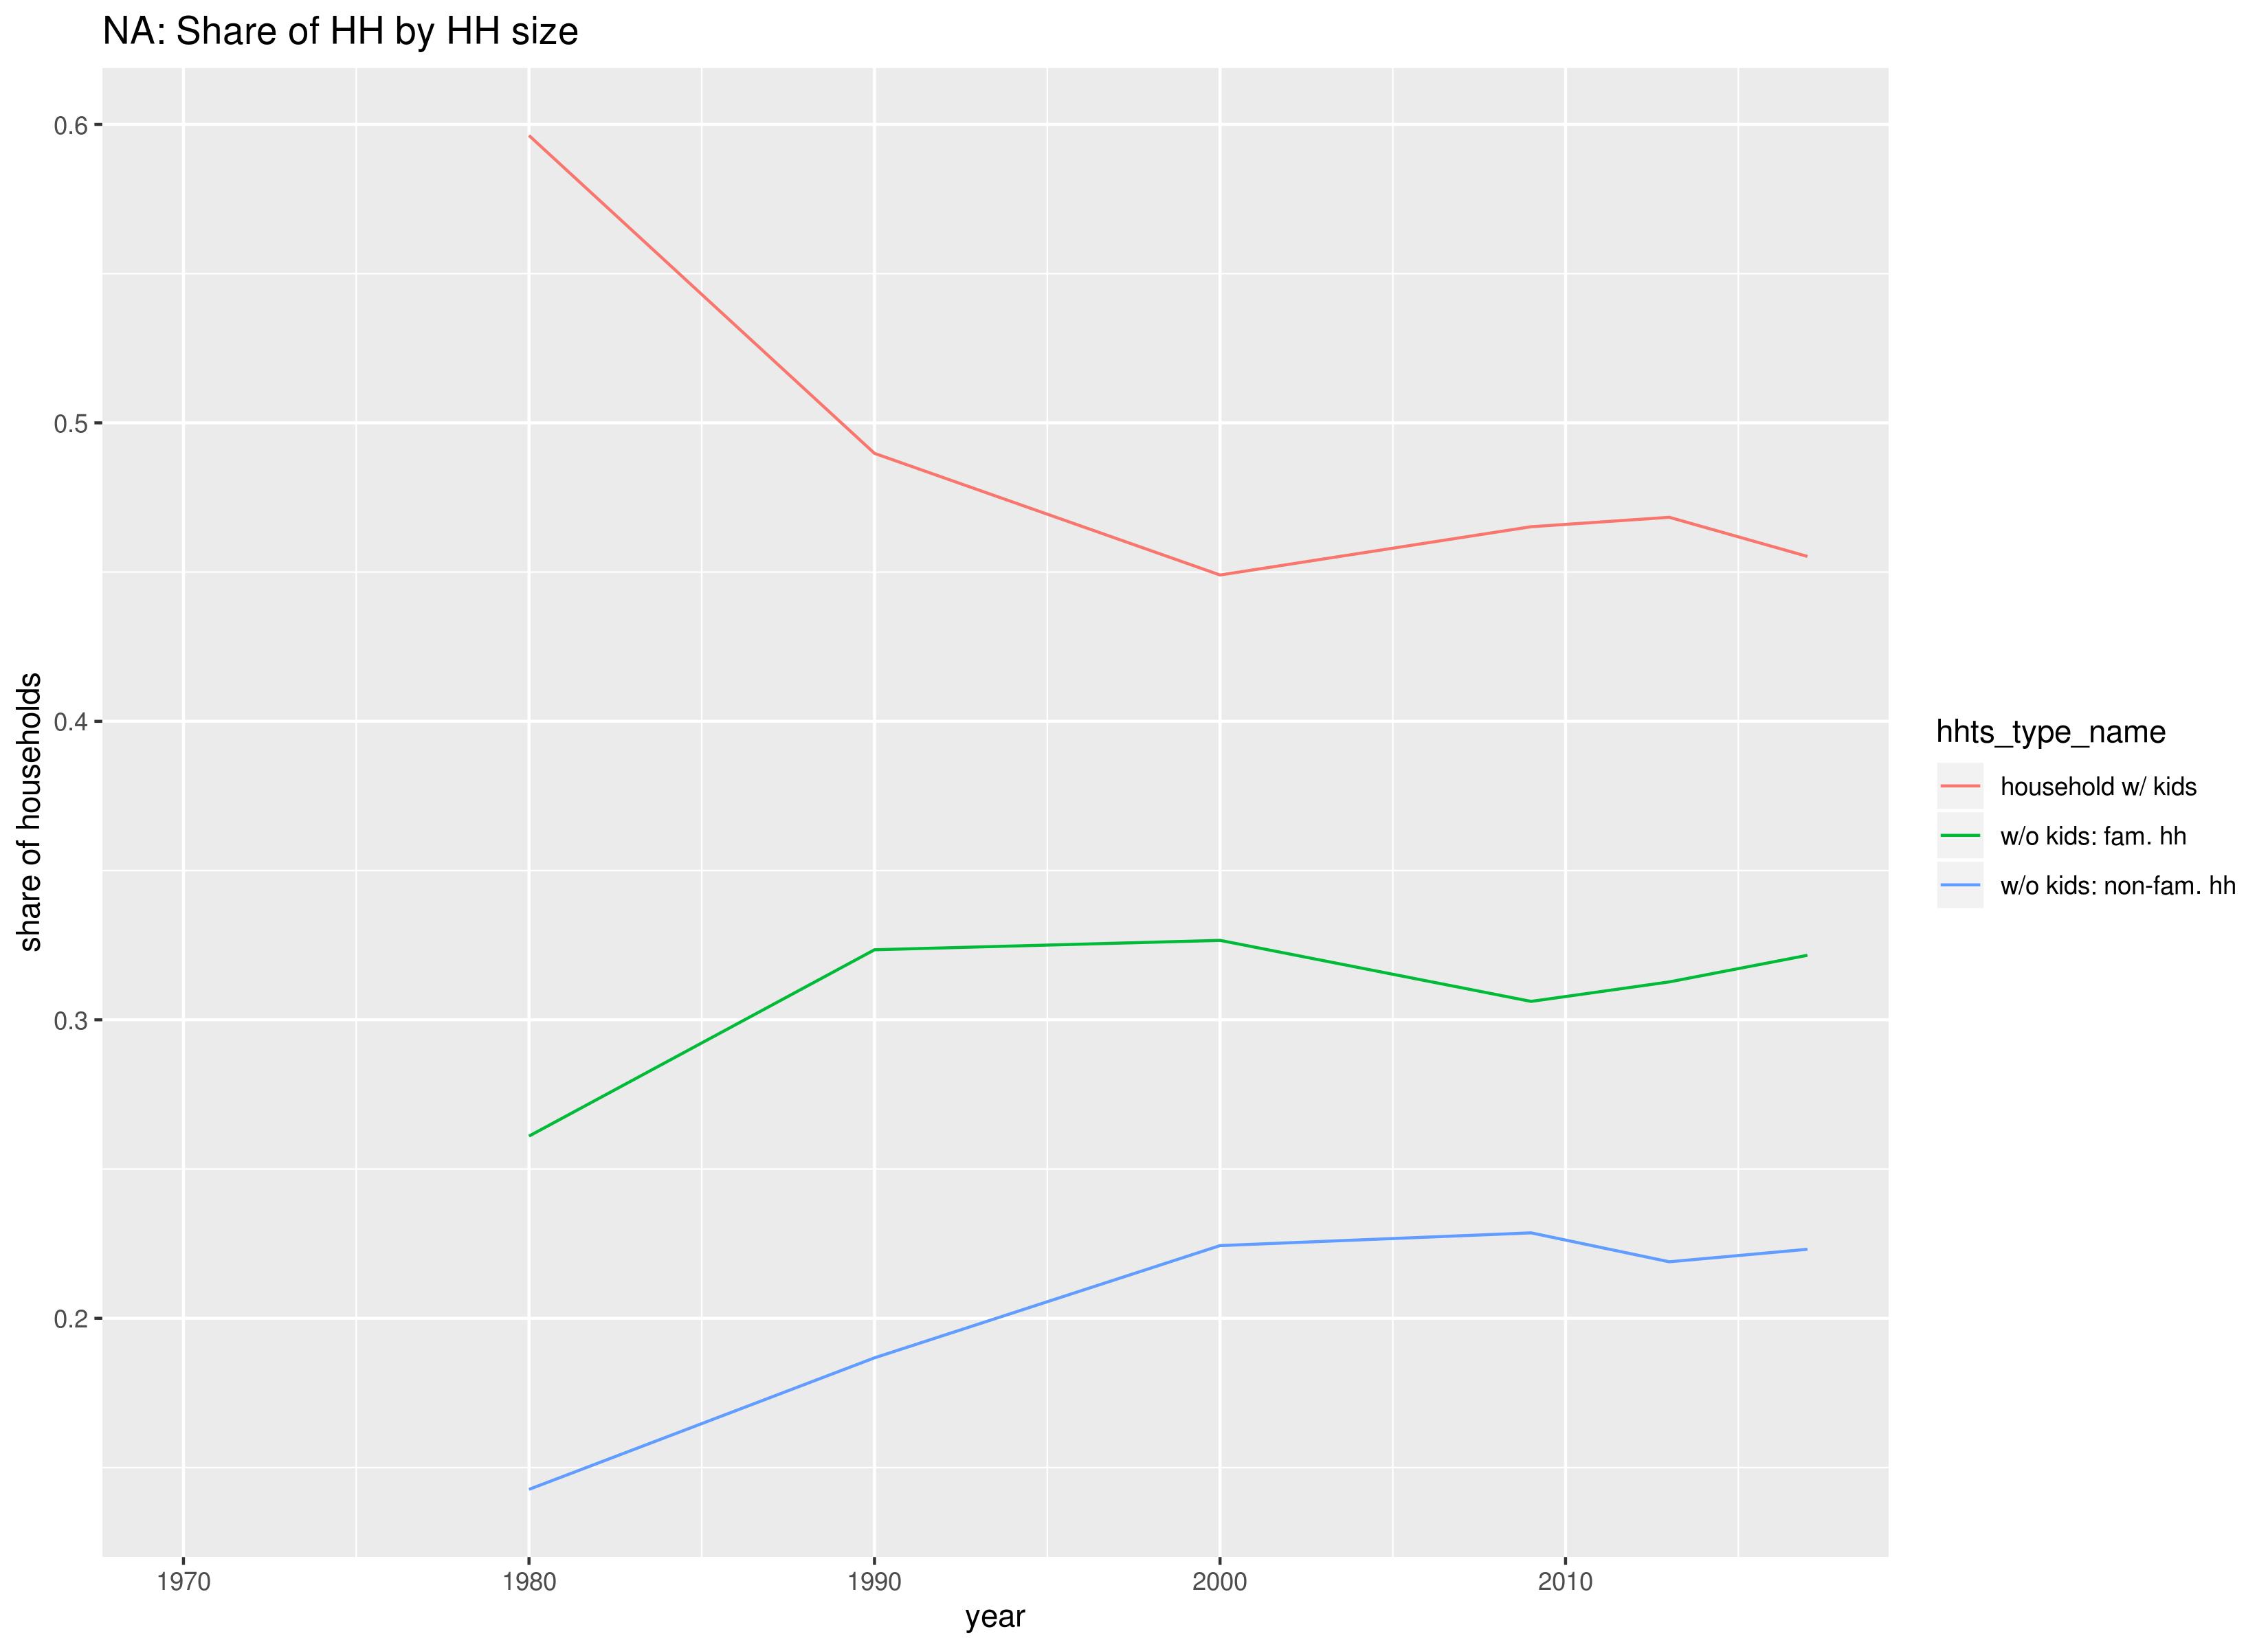 NA: Share of HH by HH size
0.6
0.5
0.4
0.3
0.2
share of households
1970 1980 1990 2000 2010
year
hhts_type_name
household w/ kids
w/o kids: fam. hh
w/o kids: non-fam. hh